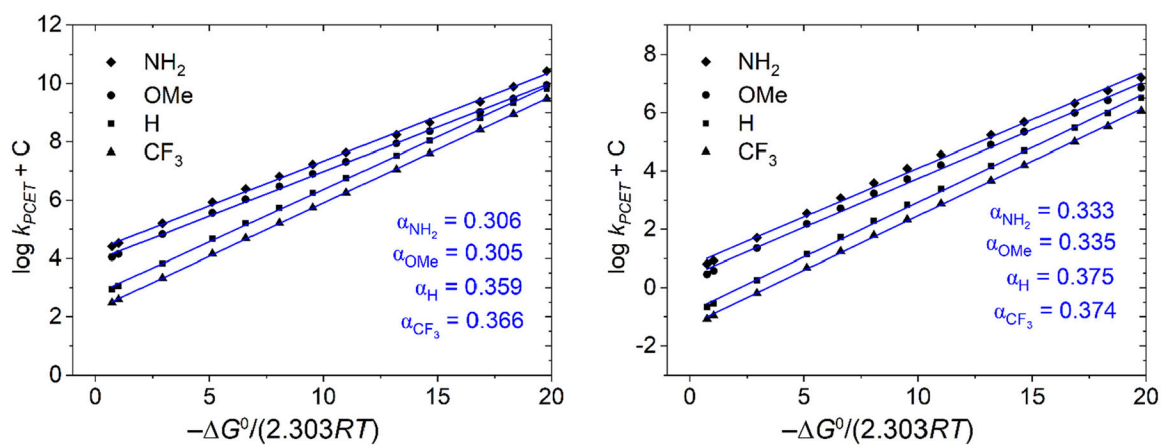 12
10
8
6
4
2
0
log k_PCET + C
◆ NH₂
● OMe
■ H
▲ CF₃
α_NH₂ = 0.306
α_OMe = 0.305
α_H = 0.359
α_CF₃ = 0.366
0 5 10 15 20
−ΔG⁰/(2.303RT)
8
6
4
2
0
-2
log k_PCET + C
◆ NH₂
● OMe
■ H
▲ CF₃
α_NH₂ = 0.333
α_OMe = 0.335
α_H = 0.375
α_CF₃ = 0.374
0 5 10 15 20
−ΔG⁰/(2.303RT)